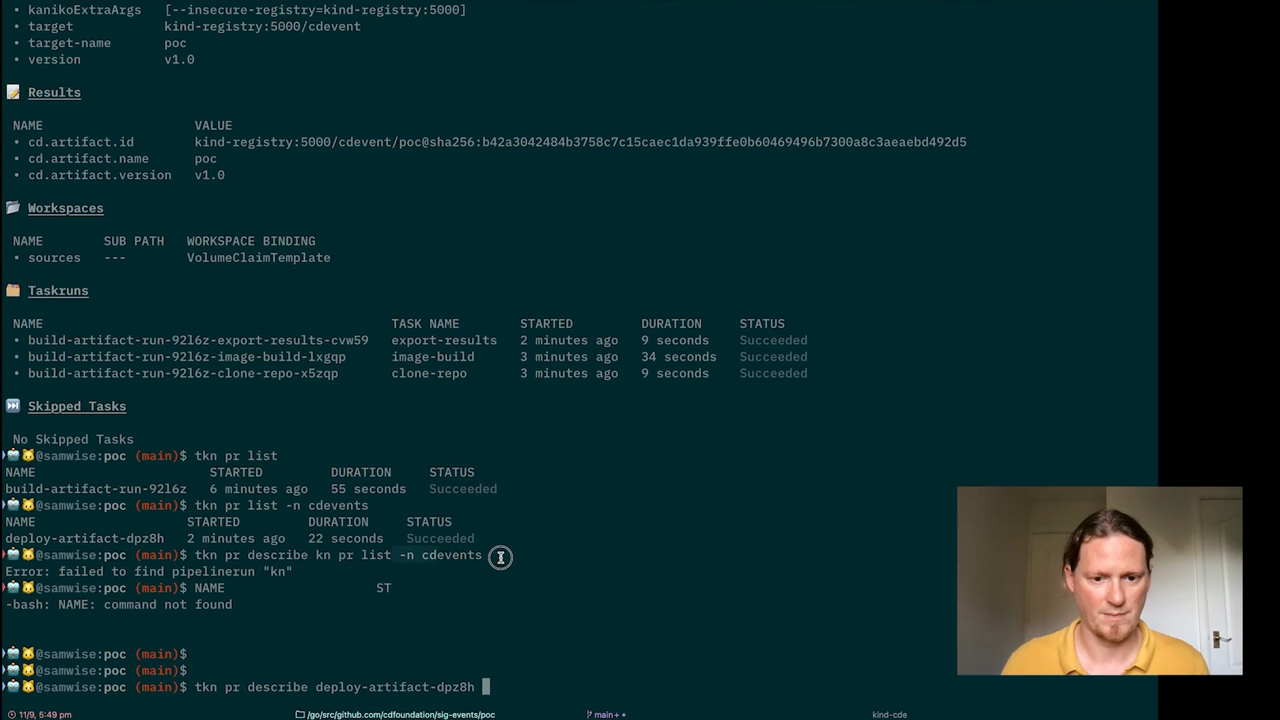 • kanikoExtraArgs [--insecure-registry=kind-registry:5000]
• target kind-registry:5000/cdevent
• target-name poc
• version v1.0
Results
NAME VALUE
• cd.artifact.id kind-registry:5000/cdevent/poc@sha256:b42a3042484b3758c7c15caec1da939ffe0b60469496b7300a8c3aeaebd492d5
• cd.artifact.name poc
• cd.artifact.version v1.0
Workspaces
NAME SUB PATH WORKSPACE BINDING
• sources --- VolumeClaimTemplate
Taskruns
NAME TASK NAME STARTED DURATION STATUS
• build-artifact-run-92l6z-export-results-cvw59 export-results 2 minutes ago 9 seconds Succeeded
• build-artifact-run-92l6z-image-build-lxgqp image-build 3 minutes ago 34 seconds Succeeded
• build-artifact-run-92l6z-clone-repo-x5zqp clone-repo 3 minutes ago 9 seconds Succeeded
Skipped Tasks
No Skipped Tasks
@samwise:poc (main)$ tkn pr list
NAME STARTED DURATION STATUS
build-artifact-run-92l6z 6 minutes ago 55 seconds Succeeded
@samwise:poc (main)$ tkn pr list -n cdevents
NAME STARTED DURATION STATUS
deploy-artifact-dpz8h 2 minutes ago 22 seconds Succeeded
@samwise:poc (main)$ tkn pr describe kn pr list -n cdevents
Error: failed to find pipelinerun "kn"
@samwise:poc (main)$ NAME ST
-bash: NAME: command not found
@samwise:poc (main)$
@samwise:poc (main)$
@samwise:poc (main)$ tkn pr describe deploy-artifact-dpz8h
11/9, 5:49 pm /go/src/github.com/cdfoundation/sig-events/poc main+• kind-cde